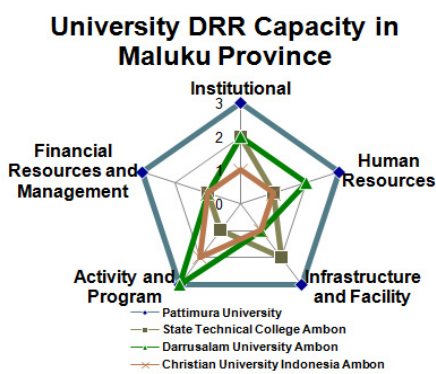 University DRR Capacity in
Maluku Province
Institutional
3
2
1
0
Financial
Resources and
Management
Human
Resources
Activity and
Program
Infrastructure
and Facility
Pattimura University
State Technical College Ambon
Darrusalam University Ambon
Christian University Indonesia Ambon